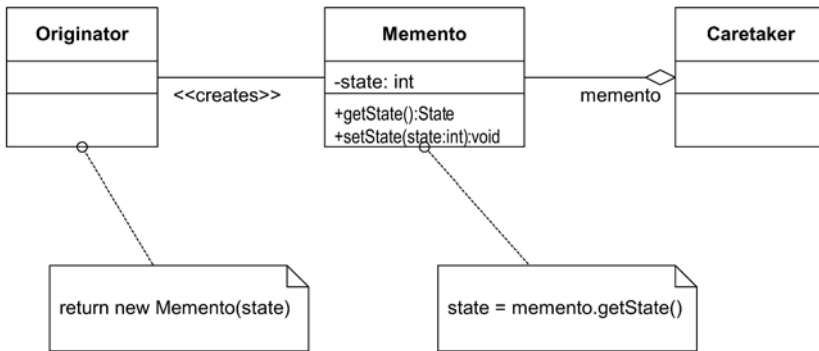 Originator
Memento
Caretaker
-state: int
<<creates>>
memento
+getState():State
+setState(state:int):void
return new Memento(state)
state = memento.getState()